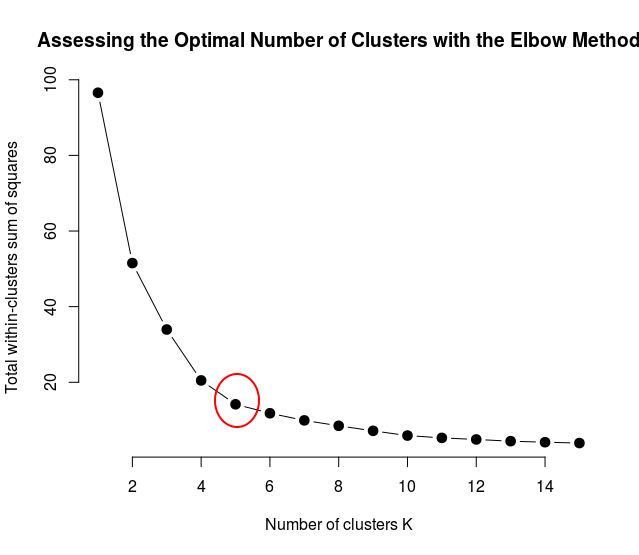 Assessing the Optimal Number of Clusters with the Elbow Method
Total within-clusters sum of squares
100
80
60
40
20
2 4 6 8 10 12 14
Number of clusters K